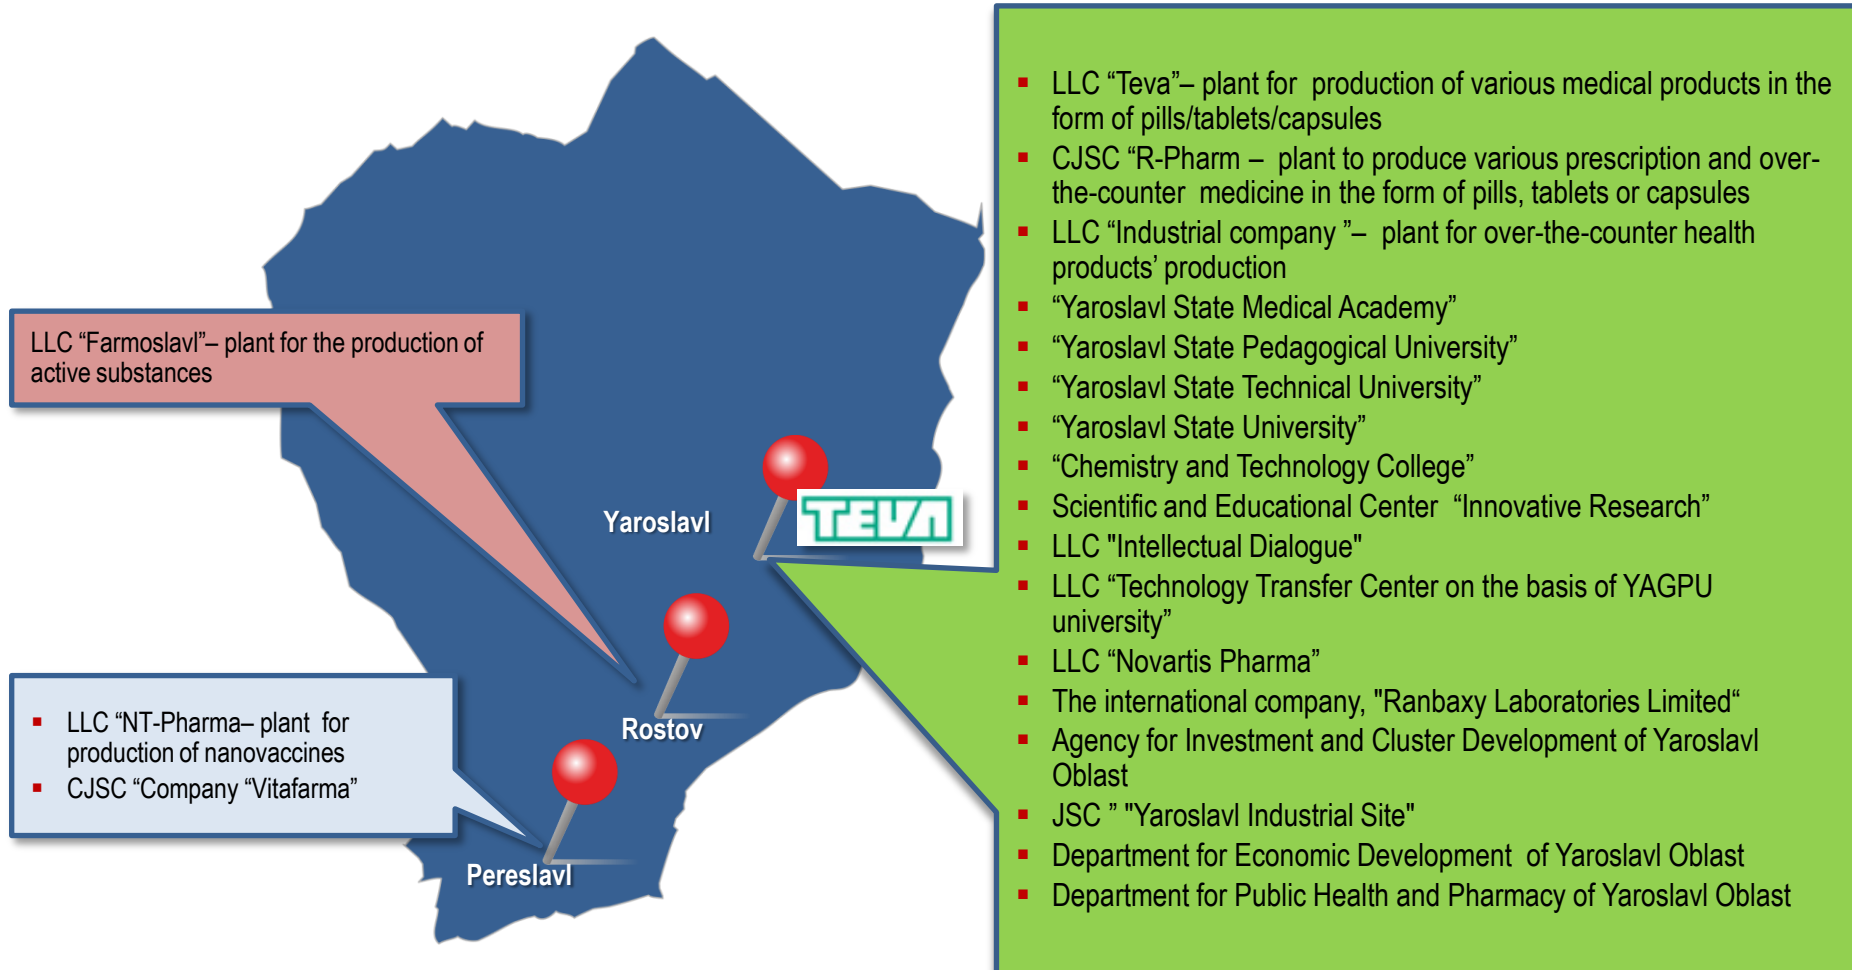 LLC “Farmoslavl”– plant for the production of
active substances
▪ LLC “NT-Pharma– plant for
production of nanovaccines
▪ CJSC “Company “Vitafarma”
Yaroslavl
TEVA
Rostov
Pereslavl
▪ LLC “Teva”– plant for production of various medical products in the
form of pills/tablets/capsules
▪ CJSC “R-Pharm – plant to produce various prescription and over-
the-counter medicine in the form of pills, tablets or capsules
▪ LLC “Industrial company ”– plant for over-the-counter health
products’ production
▪ “Yaroslavl State Medical Academy”
▪ “Yaroslavl State Pedagogical University”
▪ “Yaroslavl State Technical University”
▪ “Yaroslavl State University”
▪ “Chemistry and Technology College”
▪ Scientific and Educational Center “Innovative Research”
▪ LLC "Intellectual Dialogue"
▪ LLC “Technology Transfer Center on the basis of YAGPU
university”
▪ LLC “Novartis Pharma”
▪ The international company, "Ranbaxy Laboratories Limited“
▪ Agency for Investment and Cluster Development of Yaroslavl
Oblast
▪ JSC ” "Yaroslavl Industrial Site"
▪ Department for Economic Development of Yaroslavl Oblast
▪ Department for Public Health and Pharmacy of Yaroslavl Oblast